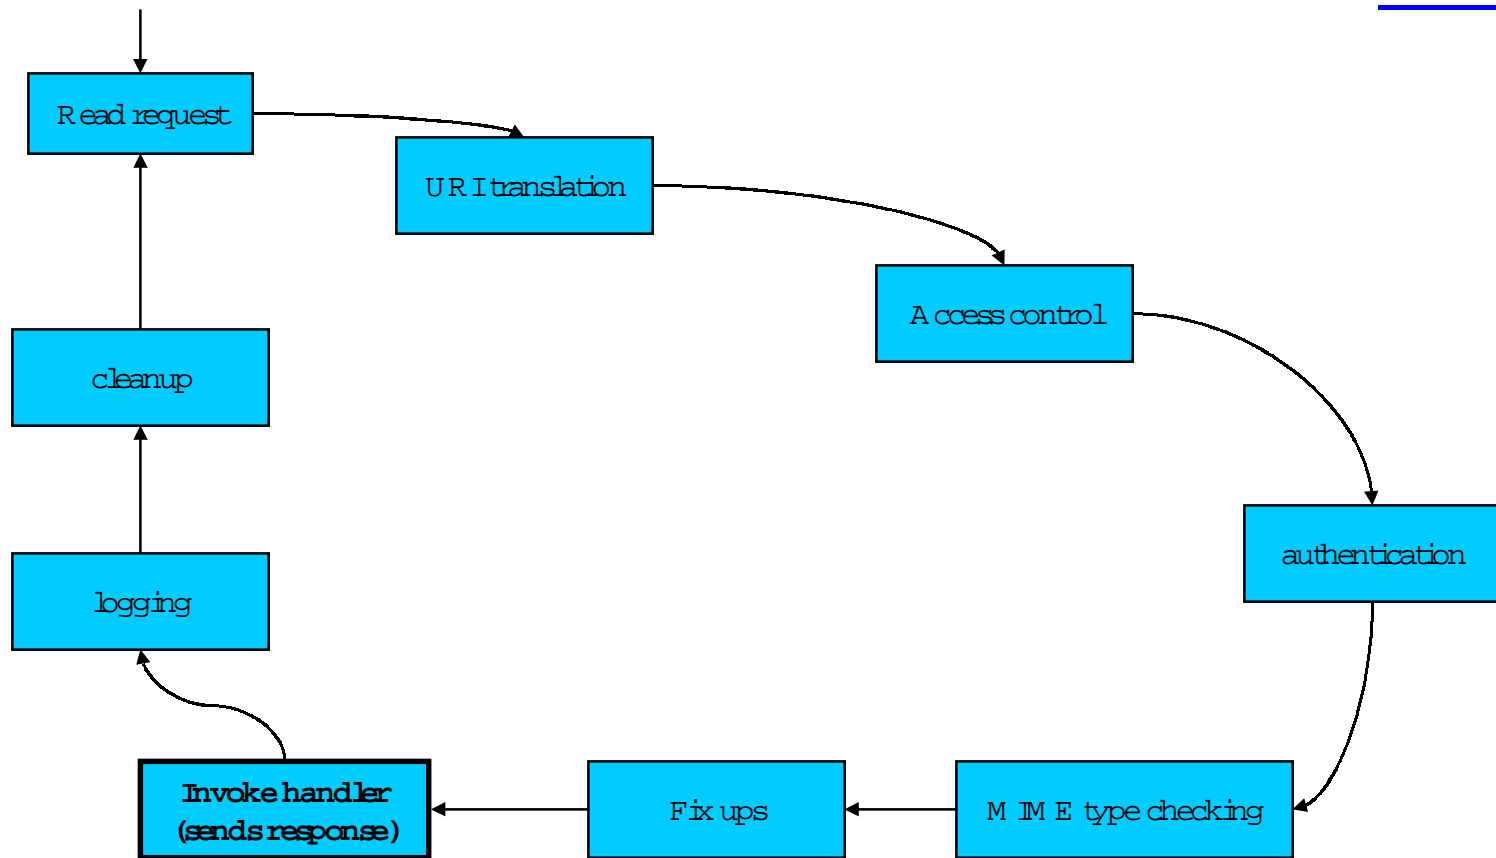 Read request
URI translation
Access control
cleanup
authentication
logging
Invoke handler
(sends response)
Fix ups
MIME type checking